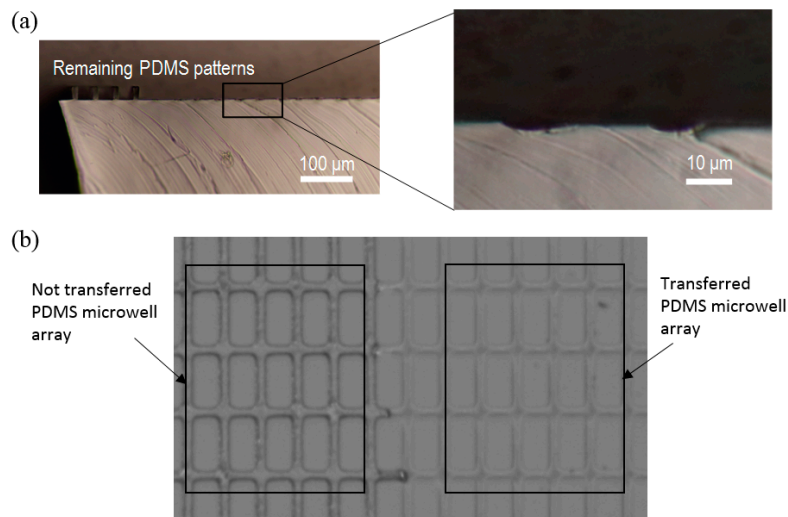 (a)
Remaining PDMS patterns
100 µm
10 µm
(b)
Not transferred
PDMS microwell
array
Transferred
PDMS microwell
array